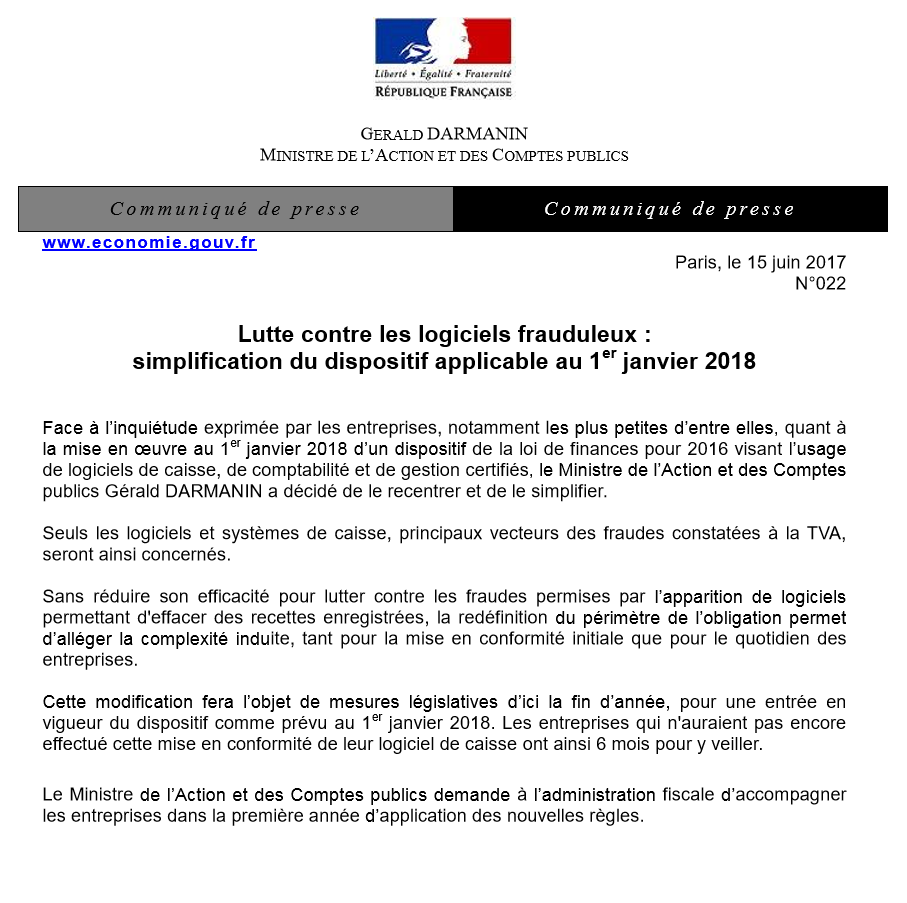 Liberté • Égalité • Fraternité
RÉPUBLIQUE FRANÇAISE
GERALD DARMANIN
MINISTRE DE L’ACTION ET DES COMPTES PUBLICS
Communiqué de presse Communiqué de presse
www.economie.gouv.fr
Paris, le 15 juin 2017
N°022
Lutte contre les logiciels frauduleux :
simplification du dispositif applicable au 1er janvier 2018
Face à l’inquiétude exprimée par les entreprises, notamment les plus petites d’entre elles, quant à
la mise en œuvre au 1er janvier 2018 d’un dispositif de la loi de finances pour 2016 visant l’usage
de logiciels de caisse, de comptabilité et de gestion certifiés, le Ministre de l’Action et des Comptes
publics Gérald DARMANIN a décidé de le recentrer et de le simplifier.
Seuls les logiciels et systèmes de caisse, principaux vecteurs des fraudes constatées à la TVA,
seront ainsi concernés.
Sans réduire son efficacité pour lutter contre les fraudes permises par l’apparition de logiciels
permettant d'effacer des recettes enregistrées, la redéfinition du périmètre de l’obligation permet
d’alléger la complexité induite, tant pour la mise en conformité initiale que pour le quotidien des
entreprises.
Cette modification fera l’objet de mesures législatives d’ici la fin d’année, pour une entrée en
vigueur du dispositif comme prévu au 1er janvier 2018. Les entreprises qui n'auraient pas encore
effectué cette mise en conformité de leur logiciel de caisse ont ainsi 6 mois pour y veiller.
Le Ministre de l’Action et des Comptes publics demande à l’administration fiscale d’accompagner
les entreprises dans la première année d’application des nouvelles règles.